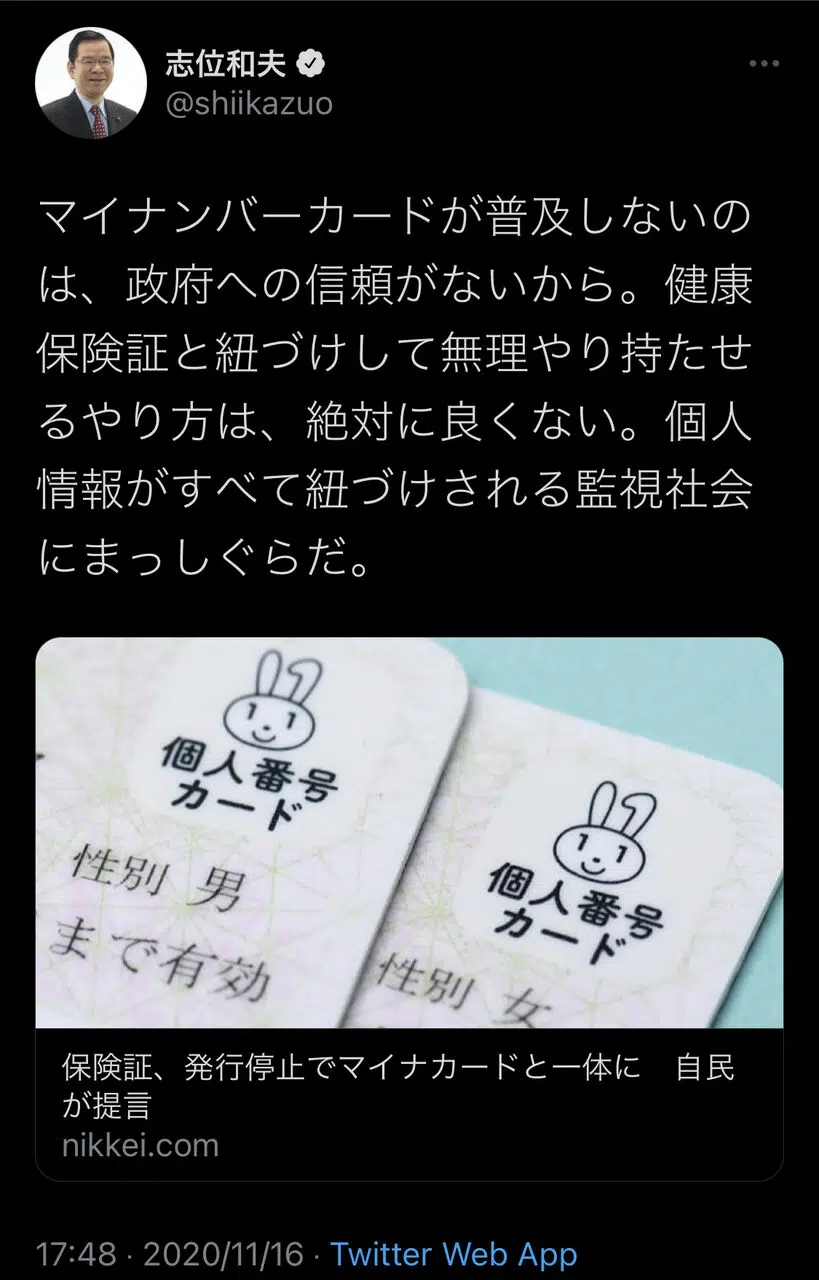 志位和夫
@shiikazuo
マイナンバーカードが普及しないの
は、政府への信頼がないから。健康
保険証と紐づけして無理やり持たせ
るやり方は、絶対に良くない。個人
情報がすべて紐づけされる監視社会
にまっしぐらだ。
個人番号
カード
性別 男
まで有効
個人番号
カード
性別 女
保険証、発行停止でマイナカードと一体に　自民
が提言
nikkei.com
17:48 · 2020/11/16 · Twitter Web App